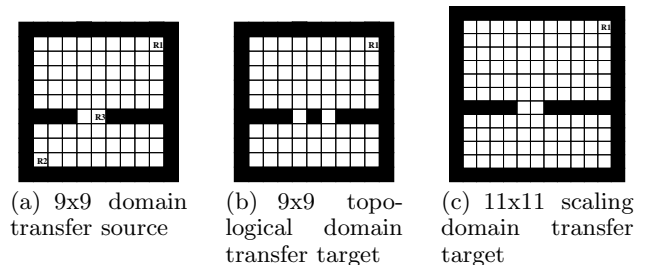 R1
R3
R2
R1
R1
(a) 9x9 domain
transfer source
(b) 9x9 topo-
logical domain
transfer target
(c) 11x11 scaling
domain transfer
target